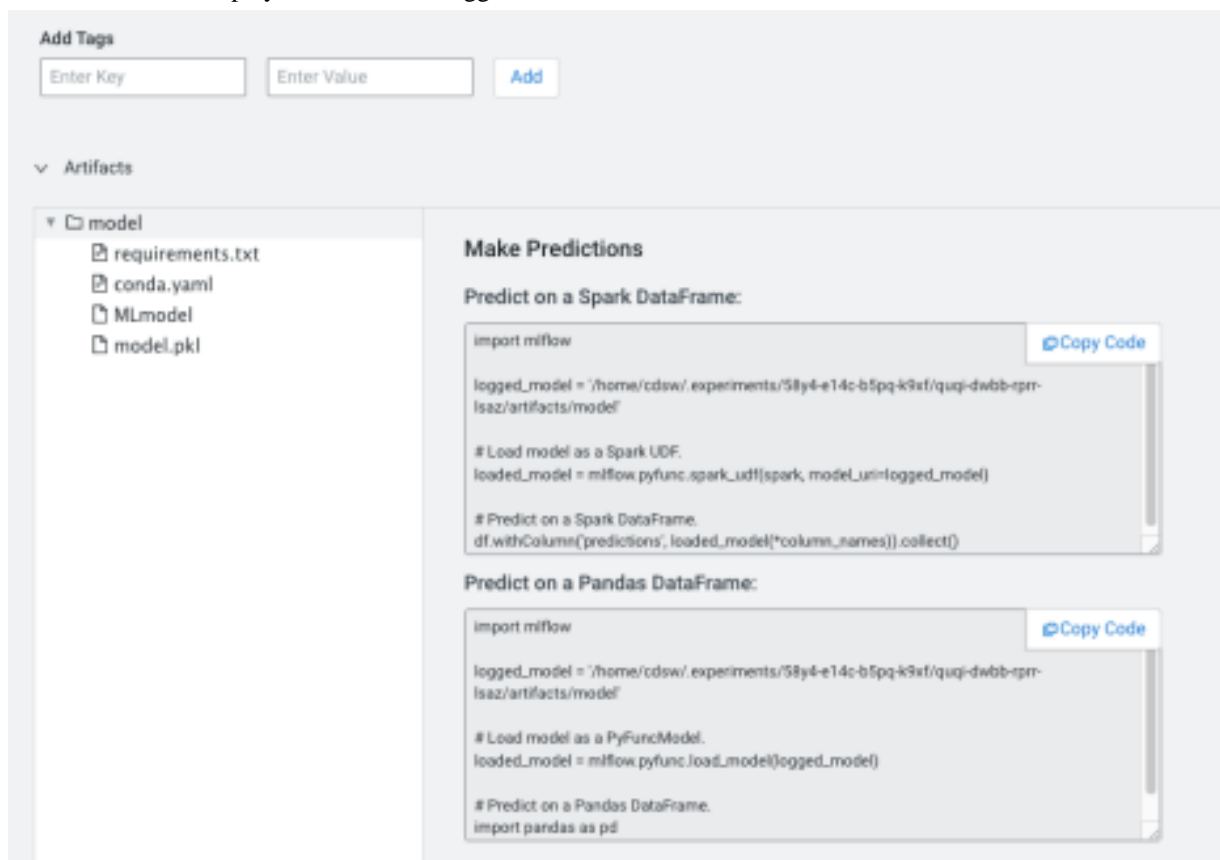 Add Tags
Enter Key
Enter Value
Add
Artifacts
model
requirements.txt
conda.yaml
MLmodel
model.pkl
Make Predictions
Predict on a Spark DataFrame:
Copy Code
import mlflow
logged_model = '/home/cdsw/.experiments/58y4-e14c-b5pq-k9xf/quqi-dwbb-rprr-
lsaz/artifacts/model'
# Load model as a Spark UDF.
loaded_model = mlflow.pyfunc.spark_udf(spark, model_uri=logged_model)
# Predict on a Spark DataFrame.
df.withColumn('predictions', loaded_model(*column_names)).collect()
Predict on a Pandas DataFrame:
Copy Code
import mlflow
logged_model = '/home/cdsw/.experiments/58y4-e14c-b5pq-k9xf/quqi-dwbb-rprr-
lsaz/artifacts/model'
# Load model as a PyFuncModel.
loaded_model = mlflow.pyfunc.load_model(logged_model)
# Predict on a Pandas DataFrame.
import pandas as pd